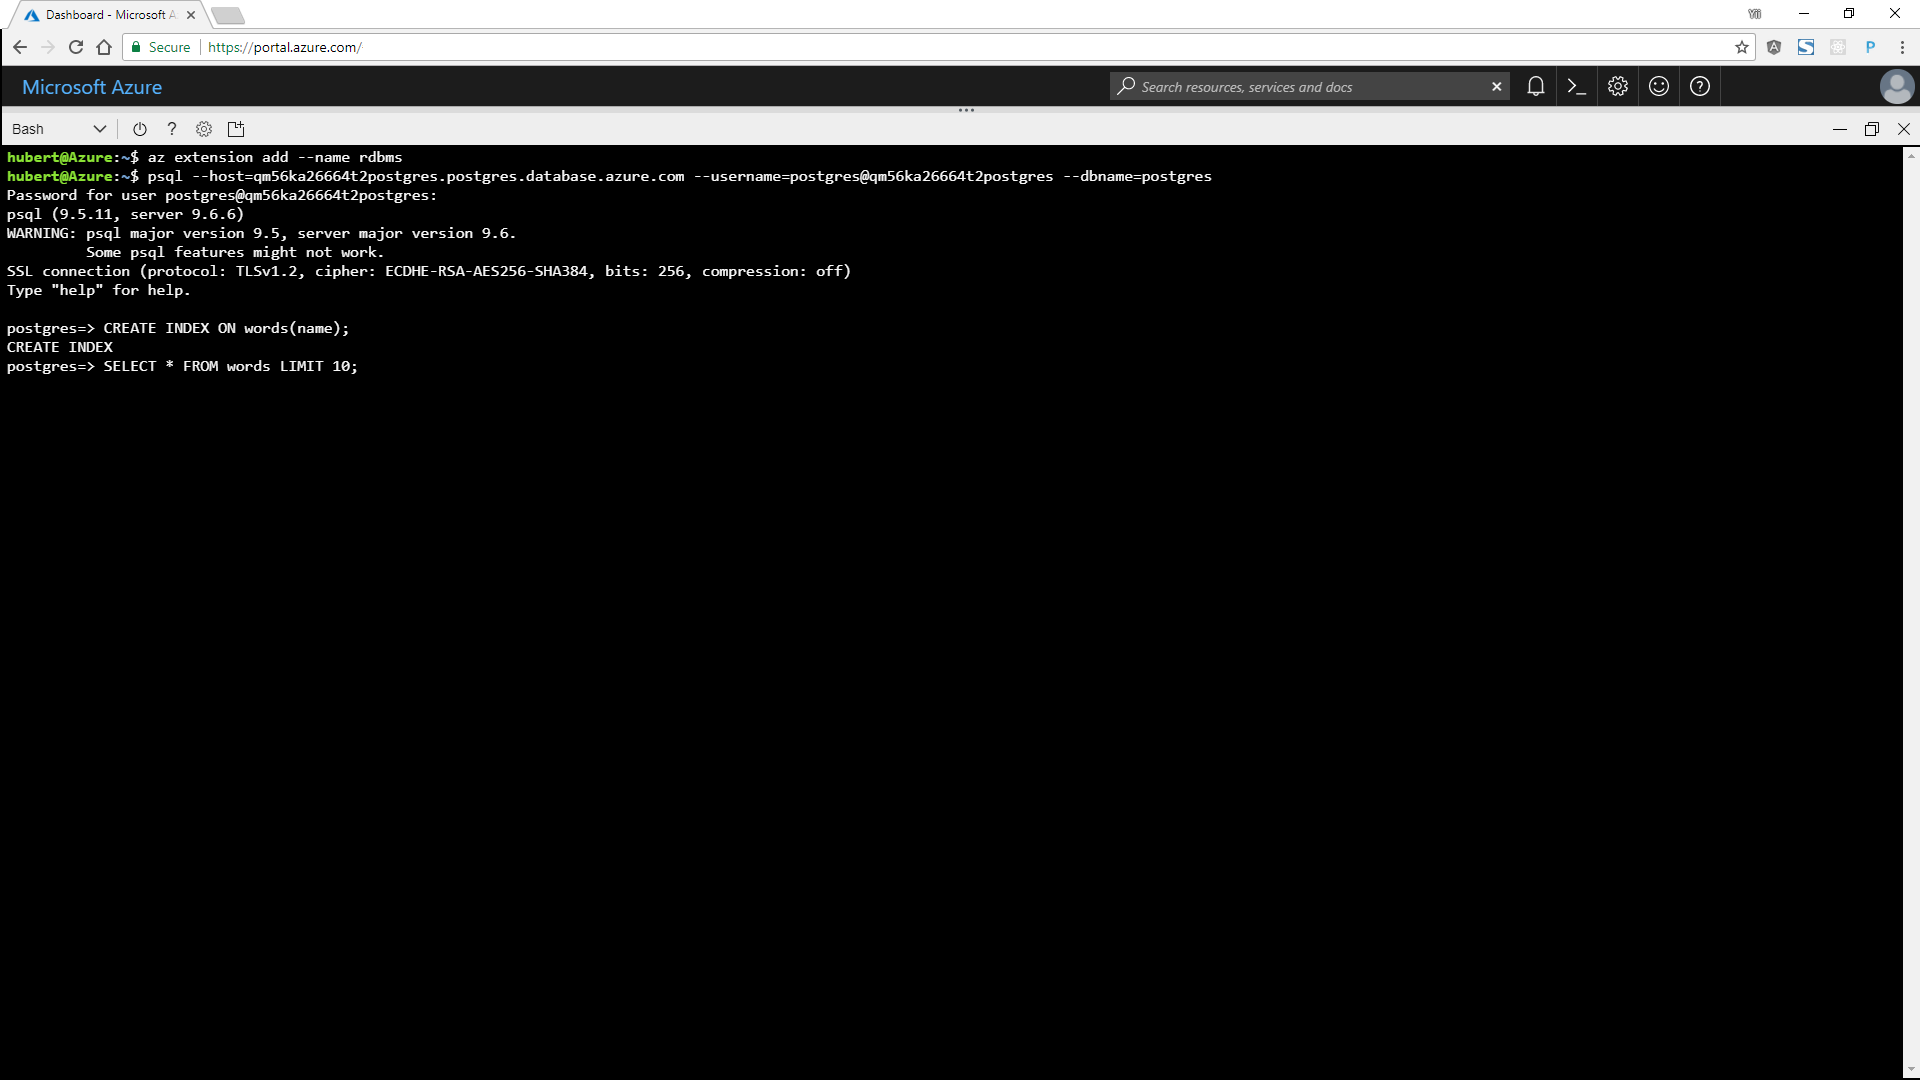 Dashboard - Microsoft A
Yii
Secure
https://portal.azure.com/
Microsoft Azure
Search resources, services and docs
Bash
hubert@Azure:~$ az extension add --name rdbms
hubert@Azure:~$ psql --host=qm56ka26664t2postgres.postgres.database.azure.com --username=postgres@qm56ka26664t2postgres --dbname=postgres
Password for user postgres@qm56ka26664t2postgres:
psql (9.5.11, server 9.6.6)
WARNING: psql major version 9.5, server major version 9.6.
         Some psql features might not work.
SSL connection (protocol: TLSv1.2, cipher: ECDHE-RSA-AES256-SHA384, bits: 256, compression: off)
Type "help" for help.
postgres=> CREATE INDEX ON words(name);
CREATE INDEX
postgres=> SELECT * FROM words LIMIT 10;